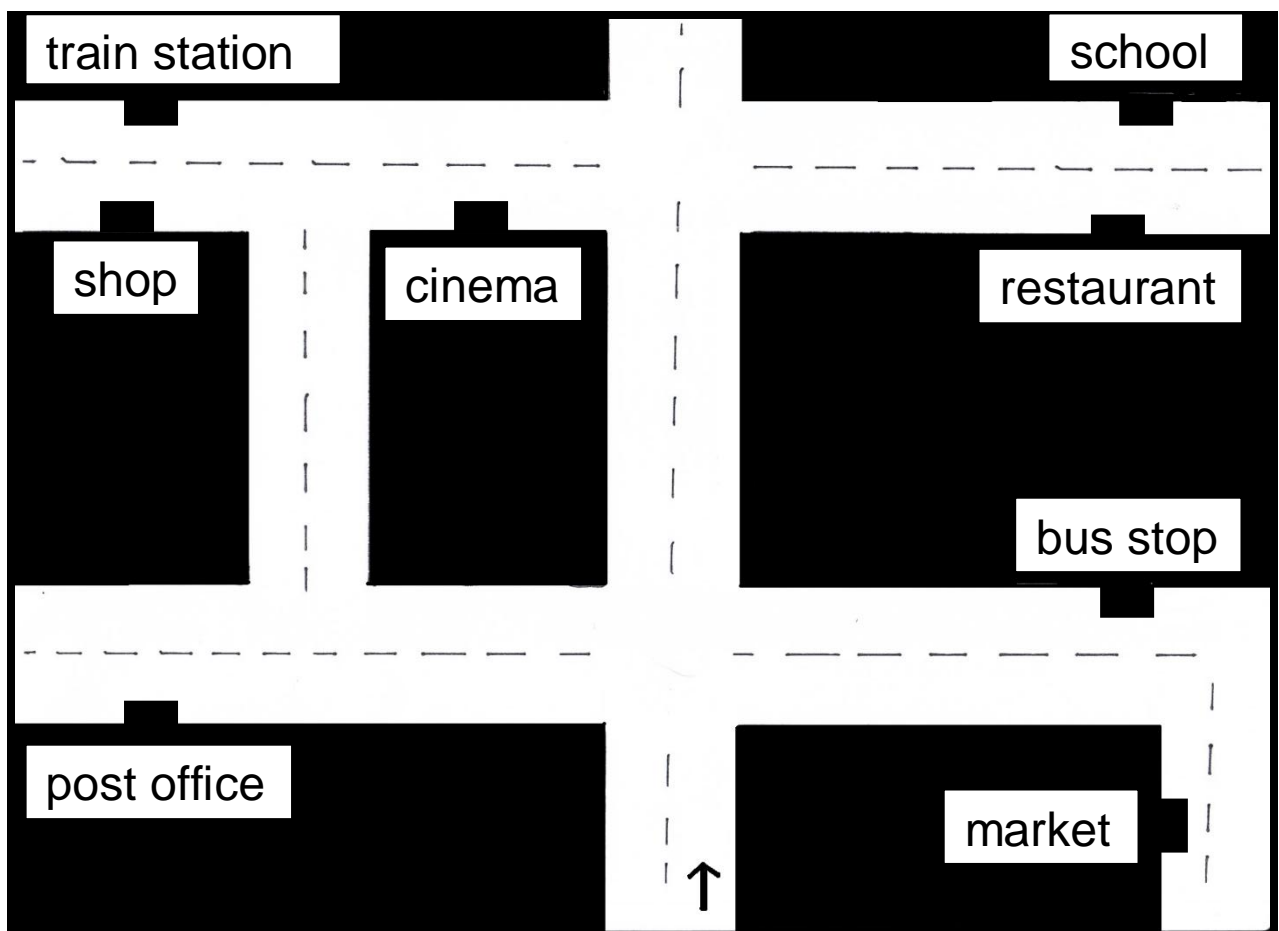 train station
school
shop
cinema
restaurant
bus stop
post office
market